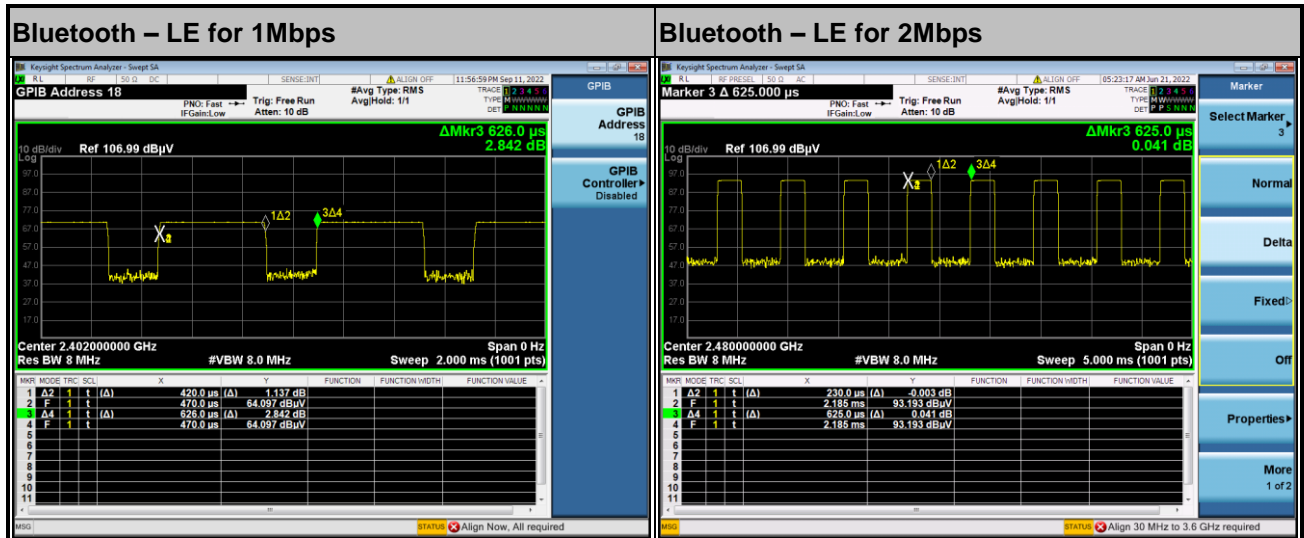 Bluetooth – LE for 1Mbps
Keysight Spectrum Analyzer - Swept SA
RL RF 50 Ω DC SENSE:INT ALIGN OFF 11:56:59 PM Sep 11, 2022
GPIB Address 18
PNO: Fast Trig: Free Run #Avg Type: RMS TRACE 1 2 3 4 5 6
IFGain:Low Atten: 10 dB Avg|Hold: 1/1 TYPE M WWWWW
DET P N N N N N
ΔMkr3 626.0 µs
10 dB/div Ref 106.99 dBµV 2.842 dB
Log
97.0
87.0
77.0
67.0
57.0
47.0
37.0
27.0
17.0
X2
1Δ2
3Δ4
Center 2.402000000 GHz Span 0 Hz
Res BW 8 MHz #VBW 8.0 MHz Sweep 2.000 ms (1001 pts)
MKR MODE TRC SCL X Y FUNCTION FUNCTION WIDTH FUNCTION VALUE
1 Δ2 1 t (Δ) 420.0 µs (Δ) 1.137 dB
2 F 1 t 470.0 µs 64.097 dBµV
3 Δ4 1 t (Δ) 626.0 µs (Δ) 2.842 dB
4 F 1 t 470.0 µs 64.097 dBµV
5
6
7
8
9
10
11
MSG STATUS Align Now, All required
GPIB
GPIB
Address
18
GPIB
Controller
Disabled
Bluetooth – LE for 2Mbps
Keysight Spectrum Analyzer - Swept SA
RL RF PRESEL 50 Ω AC SENSE:INT ALIGN OFF 05:23:17 AM Jun 21, 2022
Marker 3 Δ 625.000 µs
PNO: Fast Trig: Free Run #Avg Type: RMS TRACE 1 2 3 4 5 6
IFGain:Low Atten: 10 dB Avg|Hold: 1/1 TYPE M WWWWW
DET P P S N N N
ΔMkr3 625.0 µs
10 dB/div Ref 106.99 dBµV 0.041 dB
Log
97.0
87.0
77.0
67.0
57.0
47.0
37.0
27.0
17.0
X2
1Δ2
3Δ4
Center 2.480000000 GHz Span 0 Hz
Res BW 8 MHz #VBW 8.0 MHz Sweep 5.000 ms (1001 pts)
MKR MODE TRC SCL X Y FUNCTION FUNCTION WIDTH FUNCTION VALUE
1 Δ2 1 t (Δ) 230.0 µs (Δ) -0.003 dB
2 F 1 t 2.185 ms 93.193 dBµV
3 Δ4 1 t (Δ) 625.0 µs (Δ) 0.041 dB
4 F 1 t 2.185 ms 93.193 dBµV
5
6
7
8
9
10
11
MSG STATUS Align 30 MHz to 3.6 GHz required
Marker
Select Marker
3
Normal
Delta
Fixed
Off
Properties
More
1 of 2